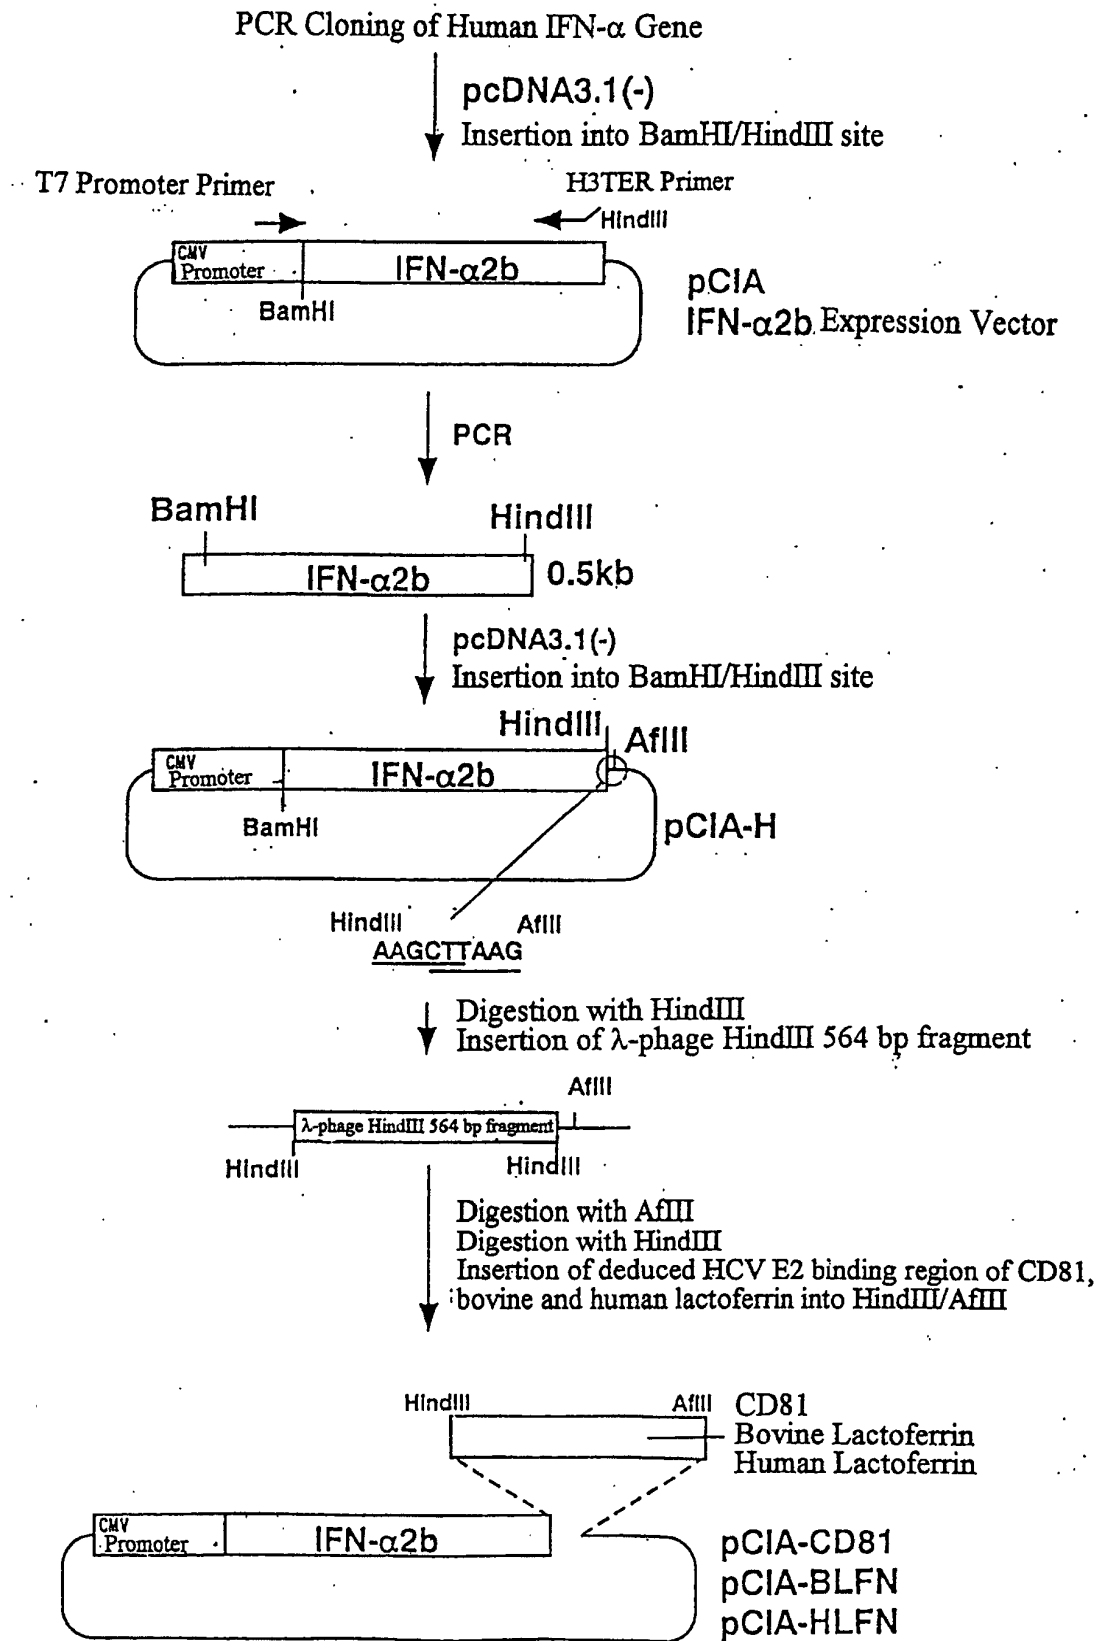 PCR Cloning of Human IFN-α Gene
pcDNA3.1(-)
Insertion into BamHI/HindIII site
T7 Promoter Primer
H3TER Primer
HindIII
CMV
Promoter
IFN-α2b
BamHI
pCIA
IFN-α2b Expression Vector
PCR
BamHI
HindIII
IFN-α2b
0.5kb
pcDNA3.1(-)
Insertion into BamHI/HindIII site
HindIII
AflII
CMV
Promoter
IFN-α2b
BamHI
pCIA-H
HindIII
AflII
AAGCTTAAG
Digestion with HindIII
Insertion of λ-phage HindIII 564 bp fragment
AflII
λ-phage HindIII 564 bp fragment
HindIII
HindIII
Digestion with AflII
Digestion with HindIII
Insertion of deduced HCV E2 binding region of CD81,
bovine and human lactoferrin into HindIII/AflII
HindIII
AflII
CD81
Bovine Lactoferrin
Human Lactoferrin
CMV
Promoter
IFN-α2b
pCIA-CD81
pCIA-BLFN
pCIA-HLFN